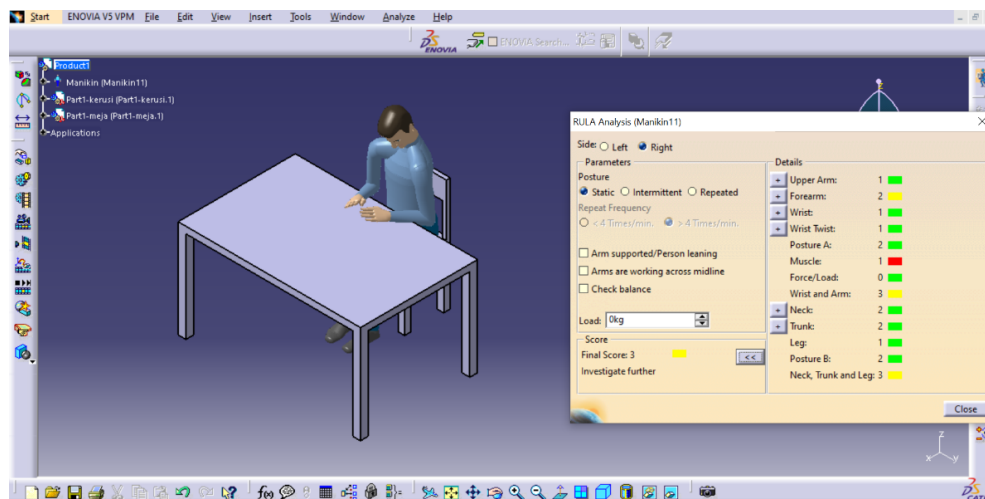 Start ENOVIA V5 VPM File Edit View Insert Tools Window Analyze Help
ENOVIA
ENOVIA Search...
Product1
Manikin (Manikin11)
Part1-kerusi (Part1-kerusi.1)
Part1-meja (Part1-meja.1)
Applications
RULA Analysis (Manikin11)
Side: Left Right
Parameters
Posture
Static Intermittent Repeated
Repeat Frequency
< 4 Times/min. > 4 Times/min.
Arm supported/Person leaning
Arms are working across midline
Check balance
Load: 0kg
Score
Final Score: 3
<<
Investigate further
Details
+ Upper Arm: 1
+ Forearm: 2
+ Wrist: 1
+ Wrist Twist: 1
Posture A: 2
Muscle: 1
Force/Load: 0
Wrist and Arm: 3
+ Neck: 2
+ Trunk: 2
Leg: 1
Posture B: 2
Neck, Trunk and Leg: 3
Close
z
x y
f(x)